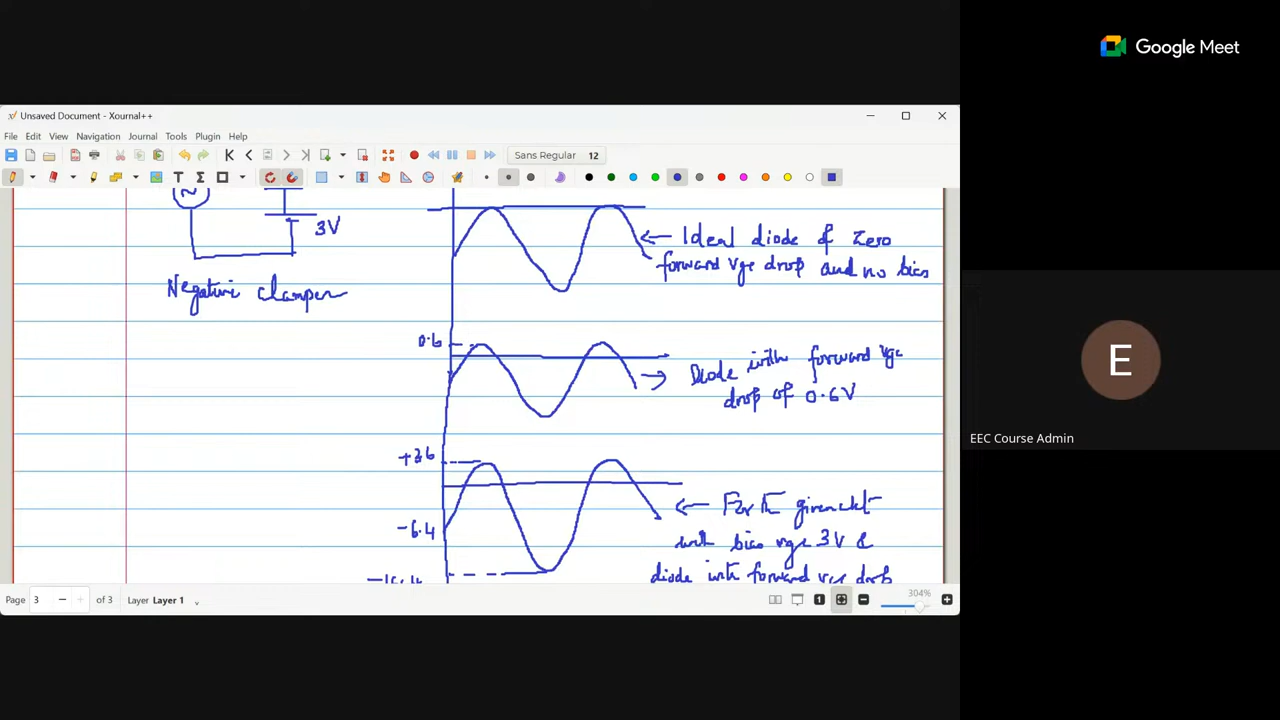 Google Meet
Unsaved Document - Xournal++
File Edit View Navigation Journal Tools Plugin Help
Sans Regular 12
3V
Negative clamper
← Ideal diode of Zero
forward vge drop and no bias
0.6
→ Diode with forward vge
drop of 0.6V
+3.6
-6.4
← For the given ckt
with bias vge 3V &
diode with forward vge drop
E
EEC Course Admin
Page 3 of 3 Layer Layer 1
304%